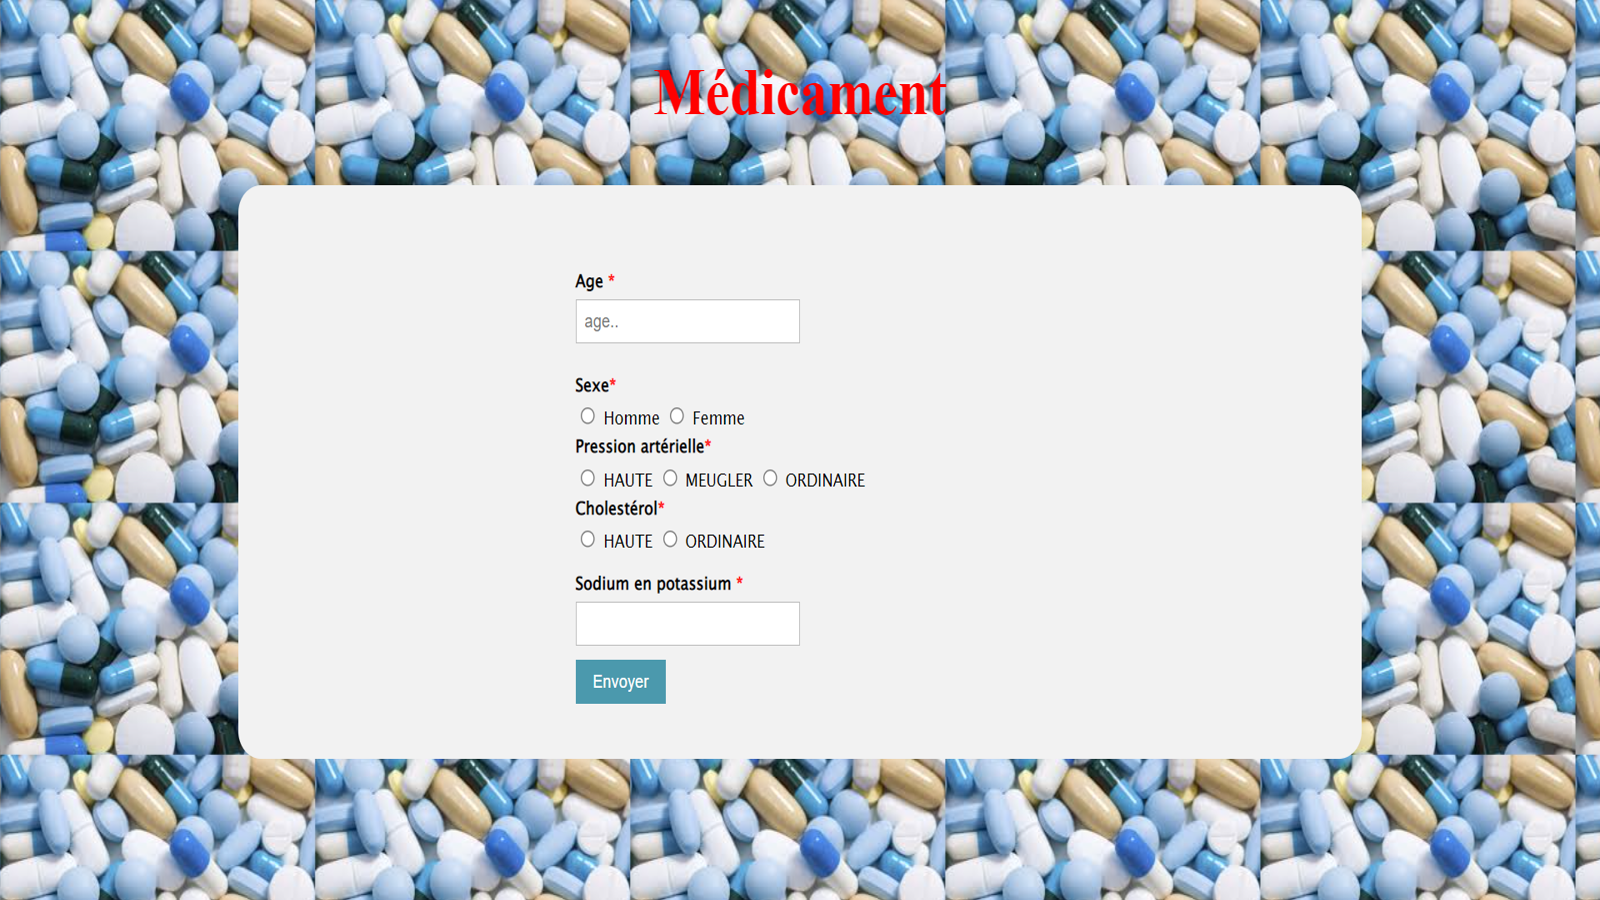 Médicament
Age *
age..
Sexe*
Homme Femme
Pression artérielle*
HAUTE MEUGLER ORDINAIRE
Cholestérol*
HAUTE ORDINAIRE
Sodium en potassium *
Envoyer